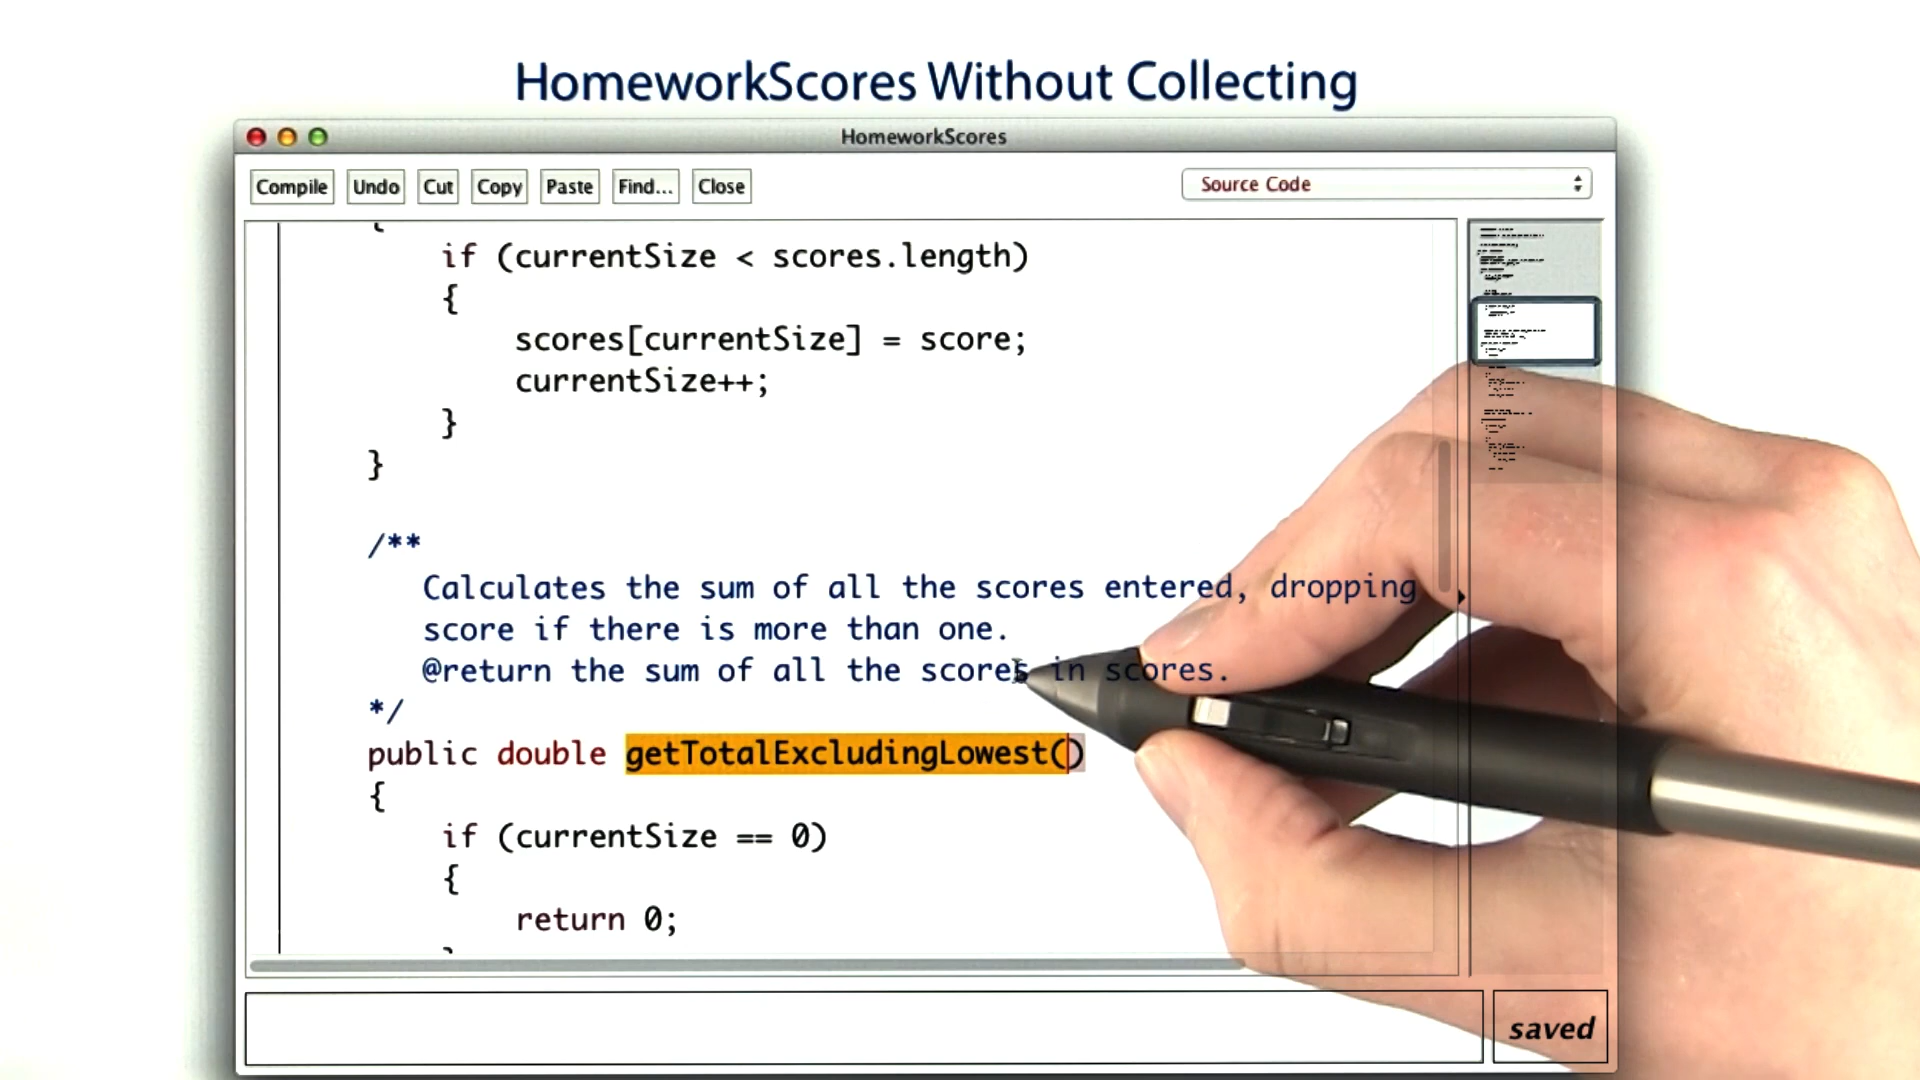 HomeworkScores Without Collecting
HomeworkScores
Compile Undo Cut Copy Paste Find... Close Source Code
{
if (currentSize < scores.length)
{
scores[currentSize] = score;
currentSize++;
}
}
/**
Calculates the sum of all the scores entered, dropping
score if there is more than one.
@return the sum of all the scores in scores.
*/
public double getTotalExcludingLowest()
{
if (currentSize == 0)
{
return 0;
saved